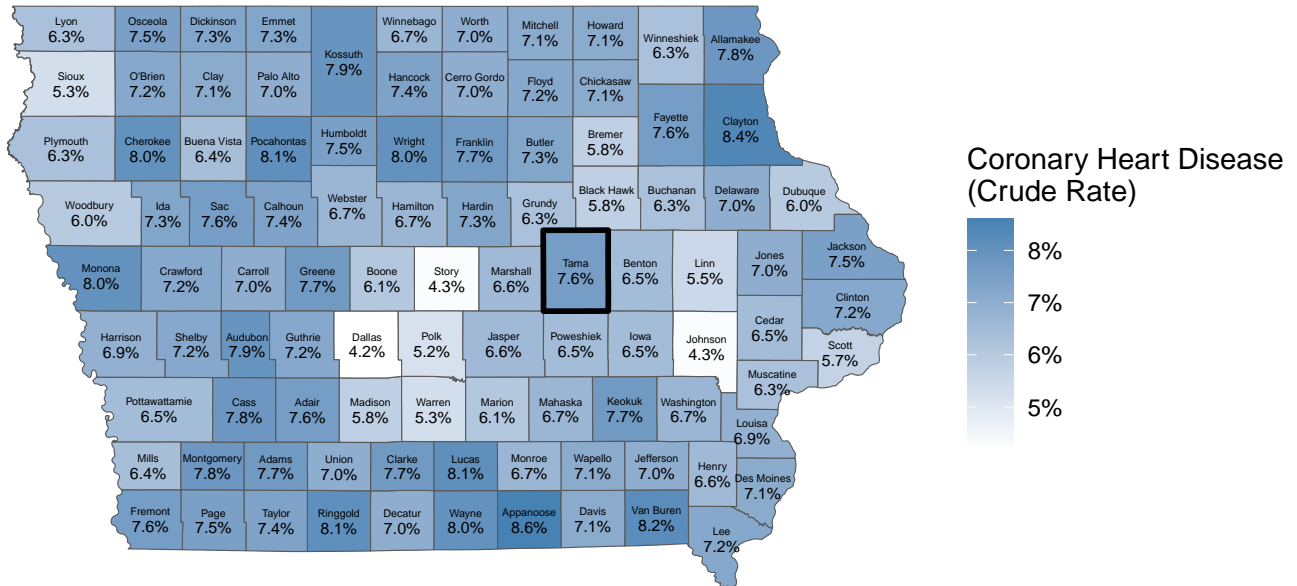 Lyon
6.3%
Osceola
7.5%
Dickinson
7.3%
Emmet
7.3%
Kossuth
7.9%
Winnebago
6.7%
Worth
7.0%
Mitchell
7.1%
Howard
7.1%
Winneshiek
6.3%
Allamakee
7.8%
Sioux
5.3%
O'Brien
7.2%
Clay
7.1%
Palo Alto
7.0%
Hancock
7.4%
Cerro Gordo
7.0%
Floyd
7.2%
Chickasaw
7.1%
Fayette
7.6%
Clayton
8.4%
Plymouth
6.3%
Cherokee
8.0%
Buena Vista
6.4%
Pocahontas
8.1%
Humboldt
7.5%
Wright
8.0%
Franklin
7.7%
Butler
7.3%
Bremer
5.8%
Woodbury
6.0%
Ida
7.3%
Sac
7.6%
Calhoun
7.4%
Webster
6.7%
Hamilton
6.7%
Hardin
7.3%
Grundy
6.3%
Black Hawk
5.8%
Buchanan
6.3%
Delaware
7.0%
Dubuque
6.0%
Monona
8.0%
Crawford
7.2%
Carroll
7.0%
Greene
7.7%
Boone
6.1%
Story
4.3%
Marshall
6.6%
Tama
7.6%
Benton
6.5%
Linn
5.5%
Jones
7.0%
Jackson
7.5%
Clinton
7.2%
Harrison
6.9%
Shelby
7.2%
Audubon
7.9%
Guthrie
7.2%
Dallas
4.2%
Polk
5.2%
Jasper
6.6%
Poweshiek
6.5%
Iowa
6.5%
Johnson
4.3%
Cedar
6.5%
Scott
5.7%
Muscatine
6.3%
Pottawattamie
6.5%
Cass
7.8%
Adair
7.6%
Madison
5.8%
Warren
5.3%
Marion
6.1%
Mahaska
6.7%
Keokuk
7.7%
Washington
6.7%
Louisa
6.9%
Mills
6.4%
Montgomery
7.8%
Adams
7.7%
Union
7.0%
Clarke
7.7%
Lucas
8.1%
Monroe
6.7%
Wapello
7.1%
Jefferson
7.0%
Henry
6.6%
Des Moines
7.1%
Fremont
7.6%
Page
7.5%
Taylor
7.4%
Ringgold
8.1%
Decatur
7.0%
Wayne
8.0%
Appanoose
8.6%
Davis
7.1%
Van Buren
8.2%
Lee
7.2%
Coronary Heart Disease
(Crude Rate)
8%
7%
6%
5%